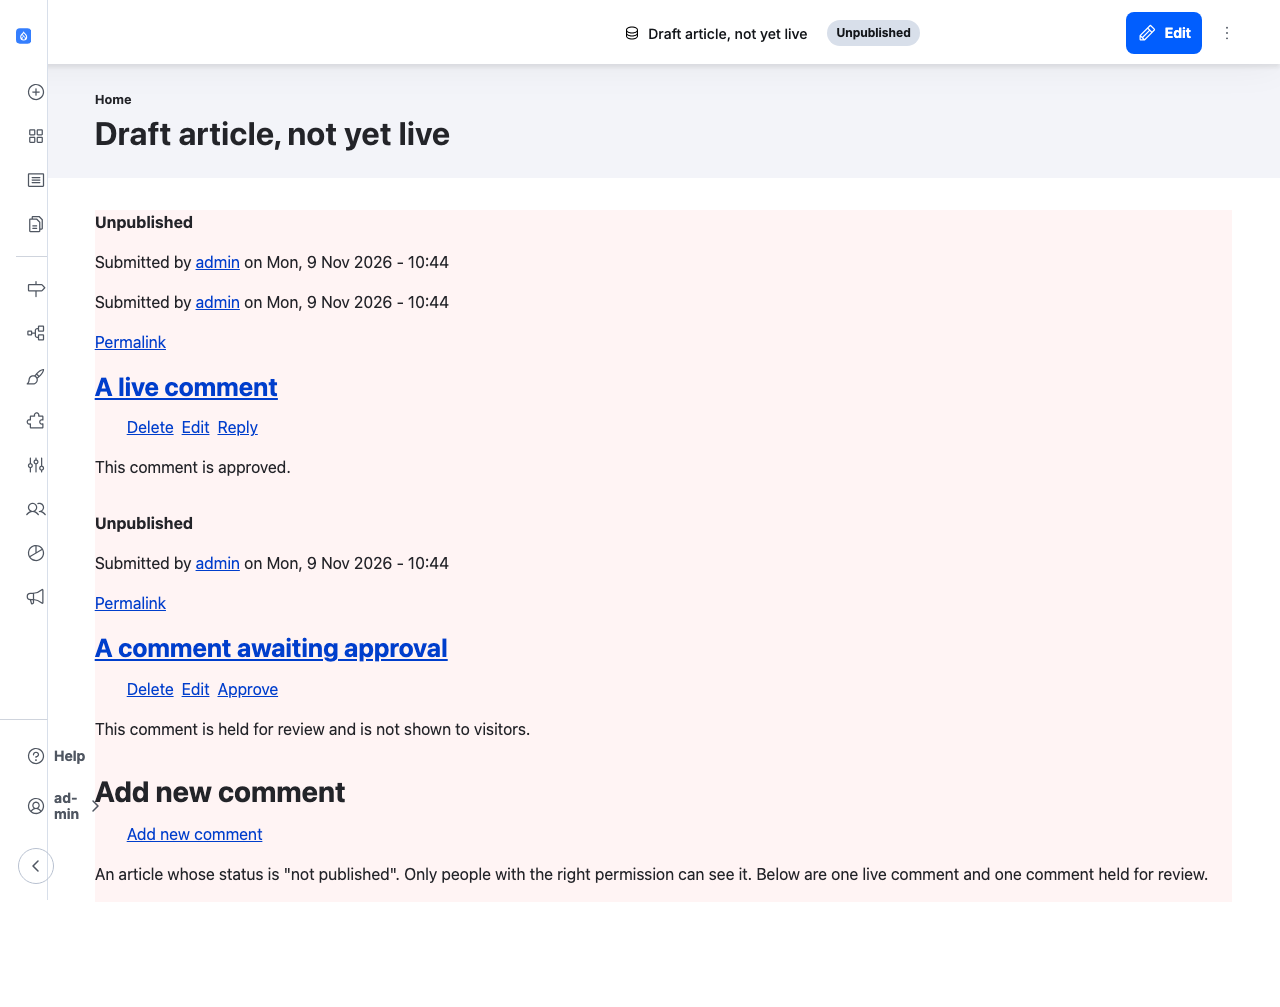 Draft article, not yet live
Unpublished
Edit
Home
Draft article, not yet live
Unpublished
Submitted by admin on Mon, 9 Nov 2026 - 10:44
Submitted by admin on Mon, 9 Nov 2026 - 10:44
Permalink
A live comment
Delete Edit Reply
This comment is approved.
Unpublished
Submitted by admin on Mon, 9 Nov 2026 - 10:44
Permalink
A comment awaiting approval
Delete Edit Approve
This comment is held for review and is not shown to visitors.
Help
ad-
min
Add new comment
Add new comment
An article whose status is "not published". Only people with the right permission can see it. Below are one live comment and one comment held for review.